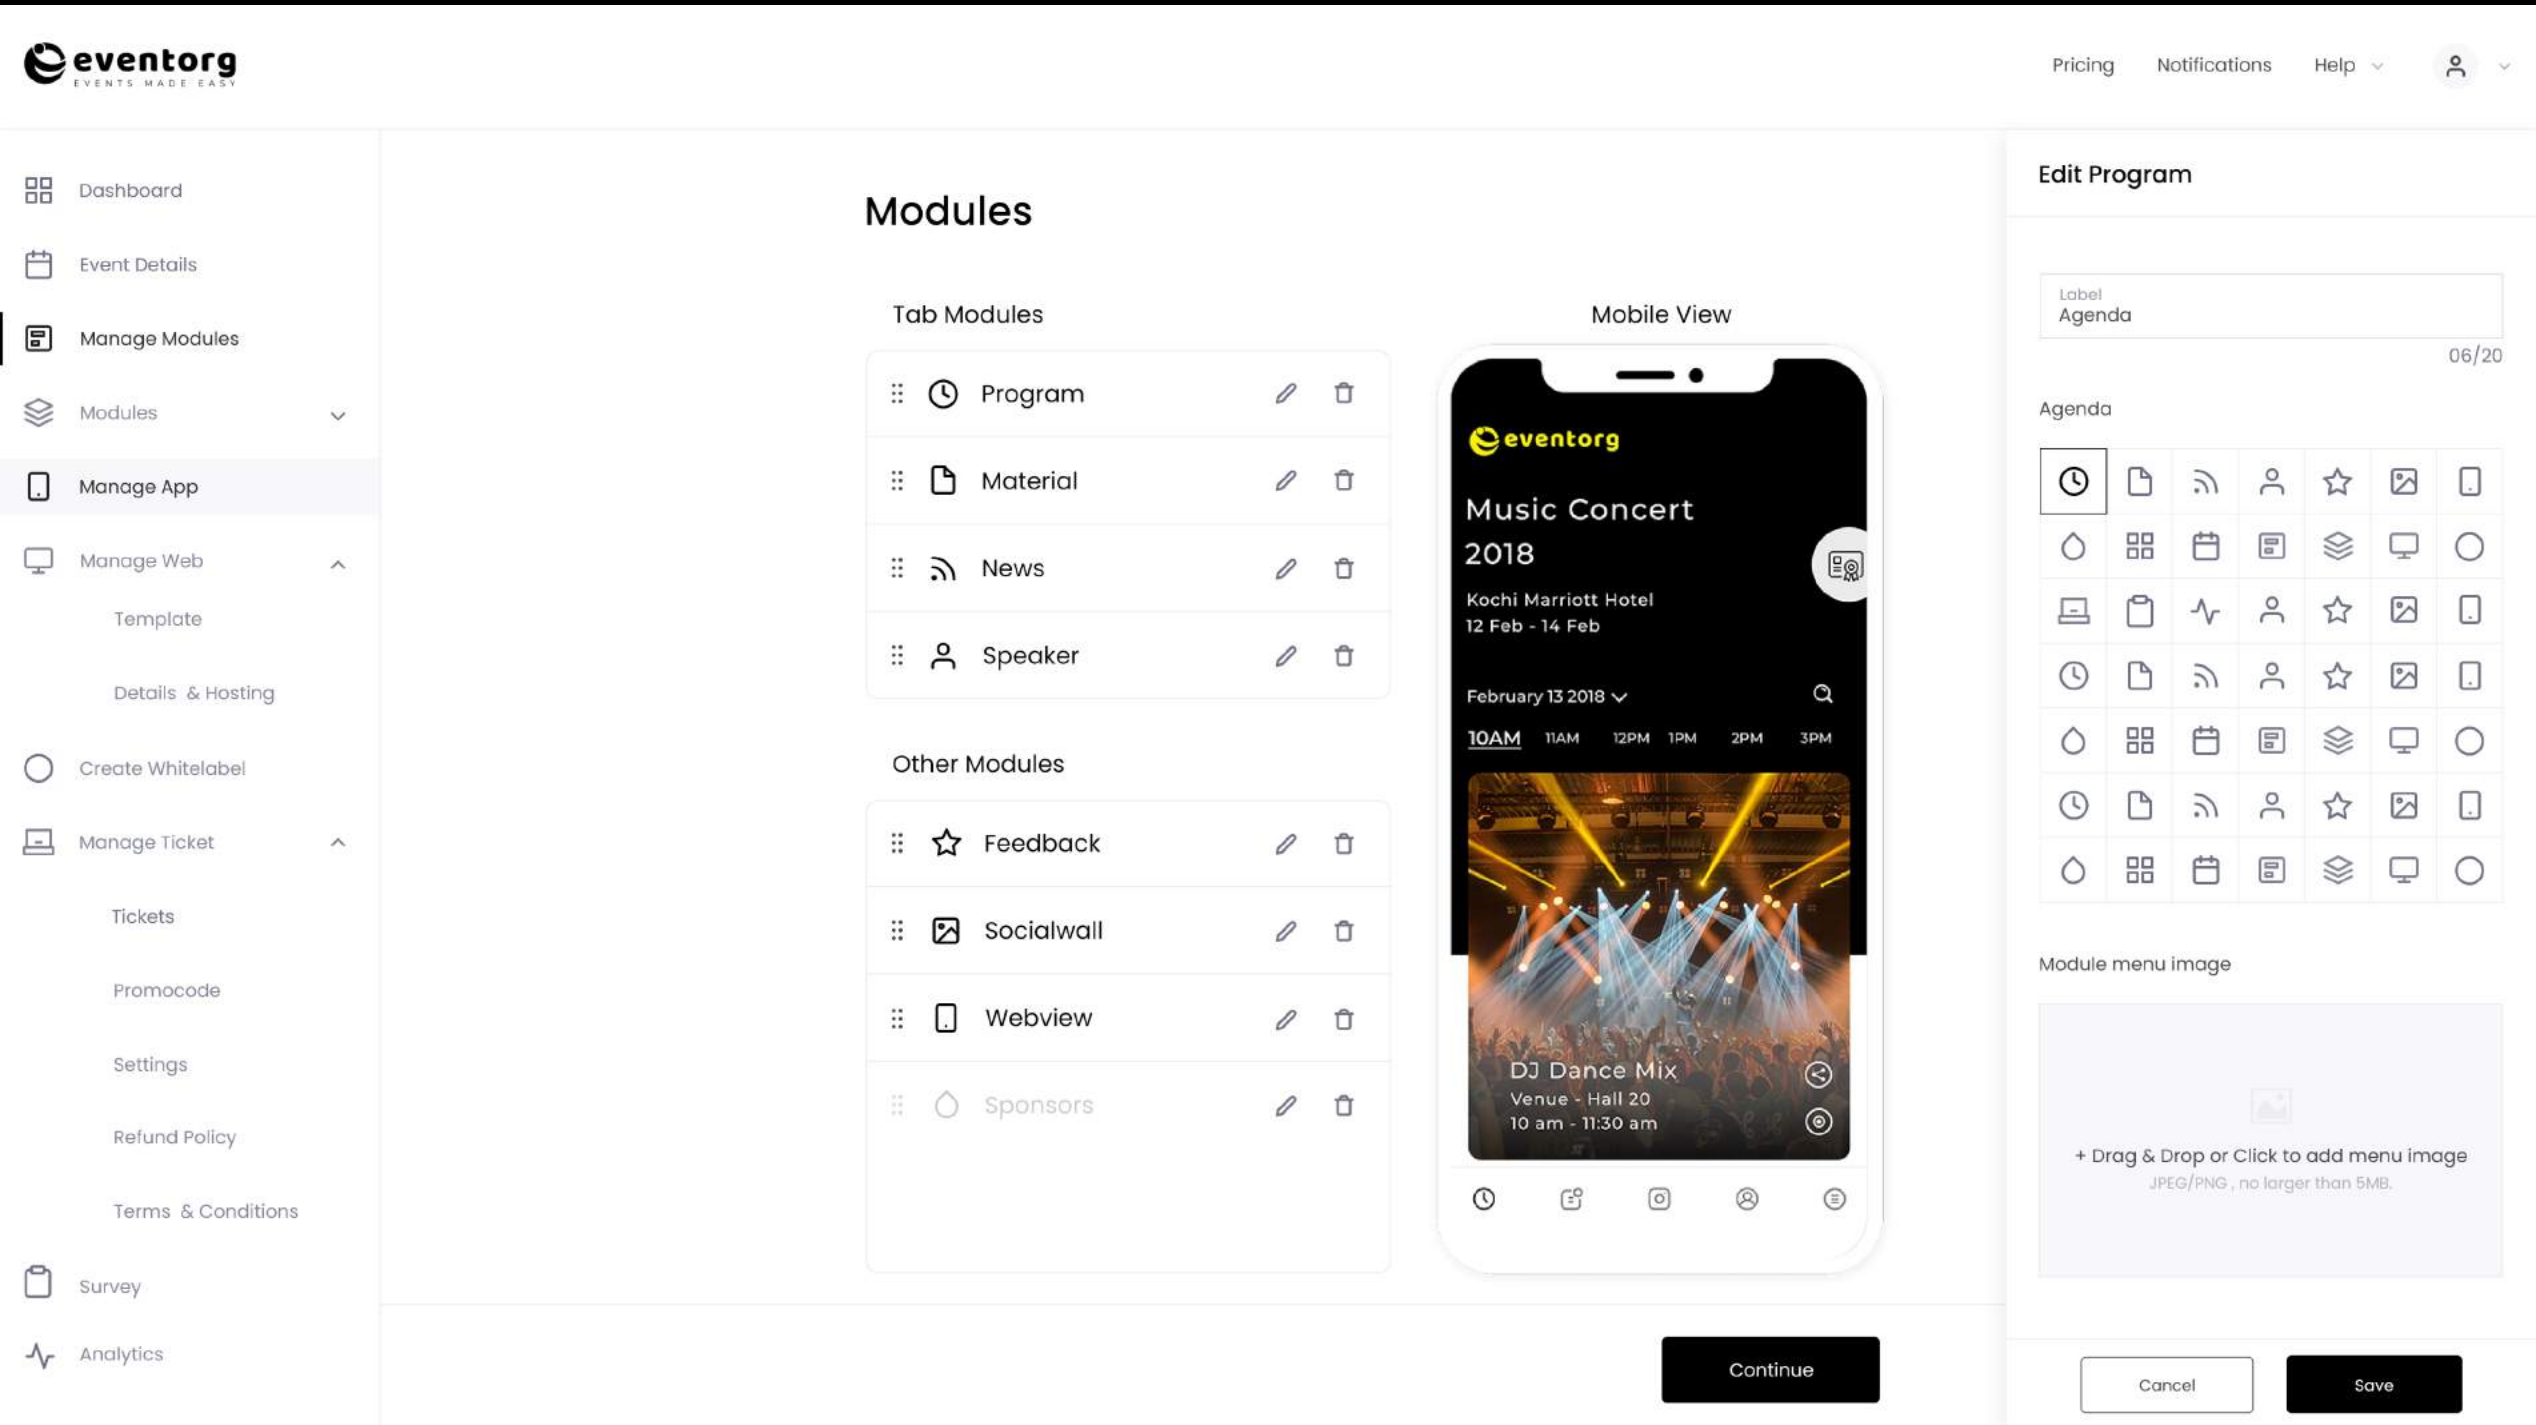 eventorg
EVENTS MADE EASY
Pricing
Notifications
Help
Dashboard
Event Details
Manage Modules
Modules
Manage App
Manage Web
Template
Details & Hosting
Create Whitelabel
Manage Ticket
Tickets
Promocode
Settings
Refund Policy
Terms & Conditions
Survey
Analytics
Modules
Tab Modules
Program
Material
News
Speaker
Other Modules
Feedback
Socialwall
Webview
Sponsors
Mobile View
eventorg
Music Concert
2018
Kochi Marriott Hotel
12 Feb - 14 Feb
February 13 2018
10AM 11AM 12PM 1PM 2PM 3PM
DJ Dance Mix
Venue - Hall 20
10 am - 11:30 am
Continue
Edit Program
Label
Agenda
06/20
Agenda
Module menu image
+ Drag & Drop or Click to add menu image
JPEG/PNG , no larger than 5MB.
Cancel
Save